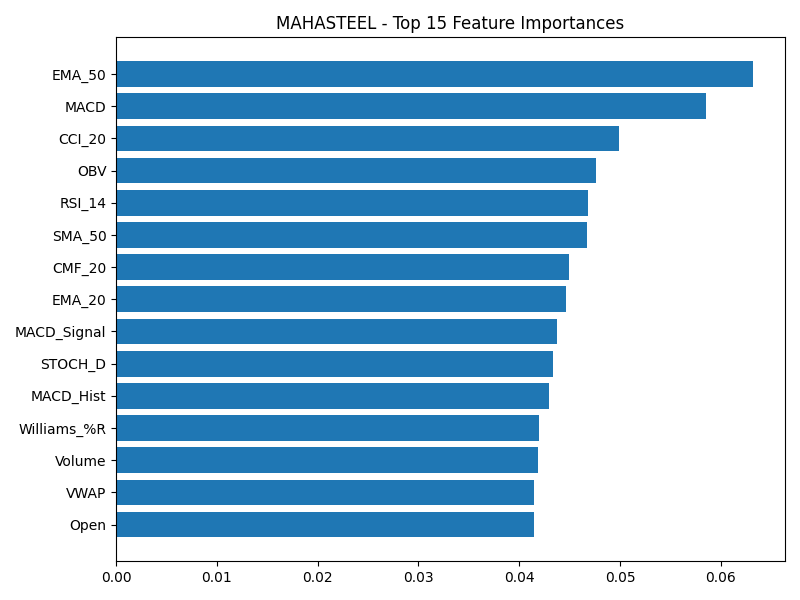 MAHASTEEL - Top 15 Feature Importances
EMA_50
MACD
CCI_20
OBV
RSI_14
SMA_50
CMF_20
EMA_20
MACD_Signal
STOCH_D
MACD_Hist
Williams_%R
Volume
VWAP
Open
0.00 0.01 0.02 0.03 0.04 0.05 0.06